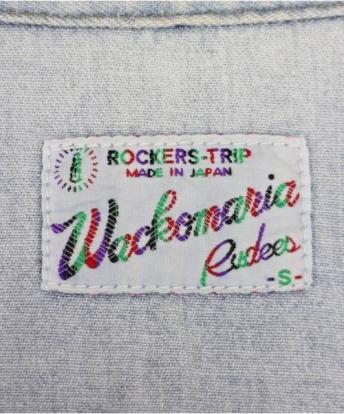 ROCKERS-TRIP
MADE IN JAPAN
Wackomaria
Rudees
-S-